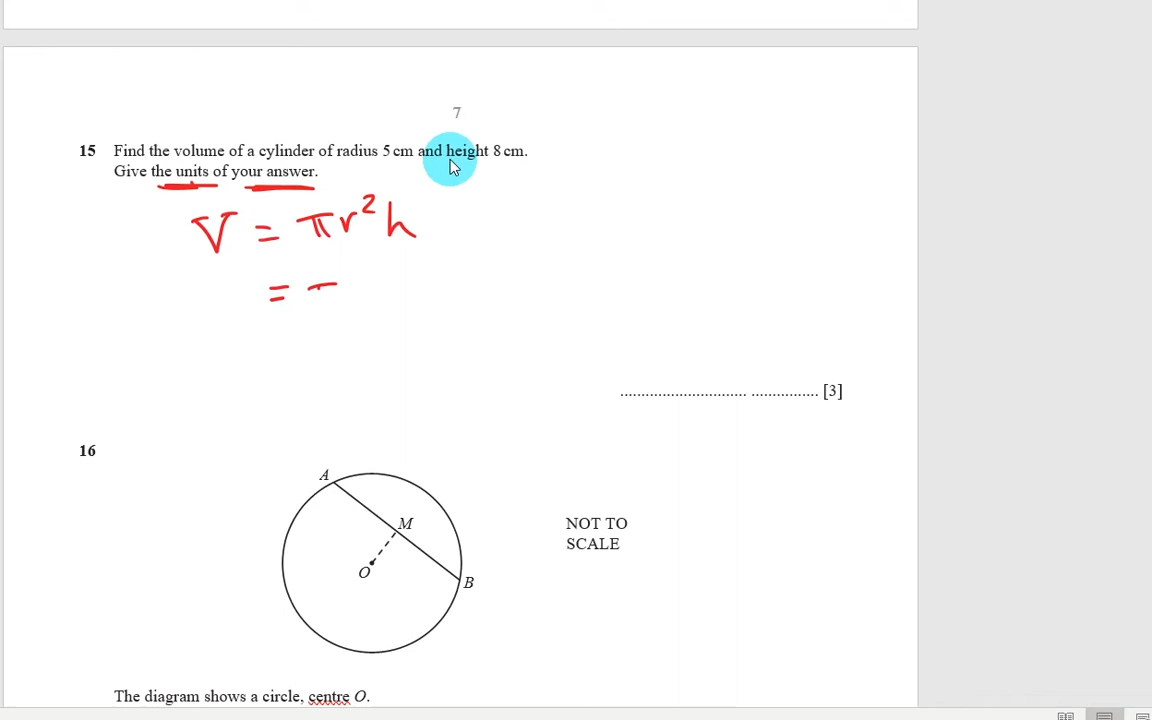 7
15 Find the volume of a cylinder of radius 5 cm and height 8 cm.
Give the units of your answer.
V = πr²h
=
.............................. ................ [3]
16
A
M
NOT TO
SCALE
O
B
The diagram shows a circle, centre O.